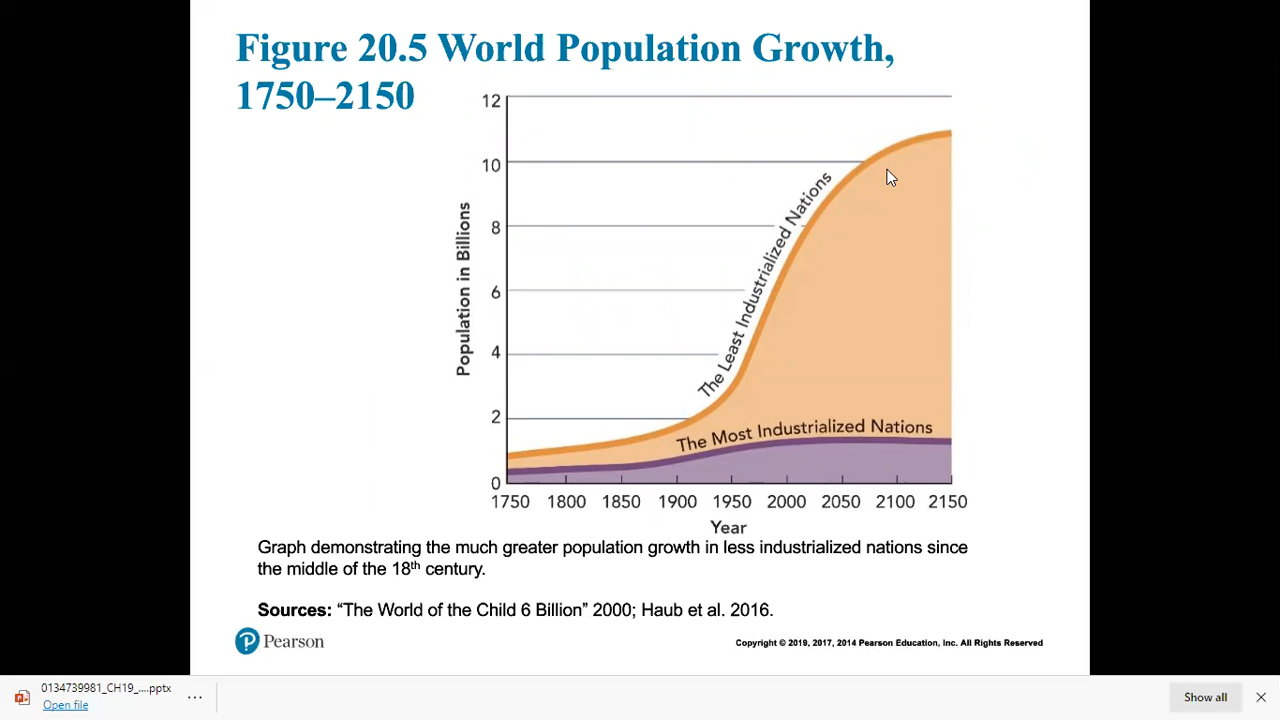 Figure 20.5 World Population Growth,
1750–2150
12
10
8
6
4
2
0
Population in Billions
The Least Industrialized Nations
The Most Industrialized Nations
1750 1800 1850 1900 1950 2000 2050 2100 2150
Year
Graph demonstrating the much greater population growth in less industrialized nations since
the middle of the 18th century.
Sources: “The World of the Child 6 Billion” 2000; Haub et al. 2016.
P Pearson
Copyright © 2019, 2017, 2014 Pearson Education, Inc. All Rights Reserved
0134739981_CH19_....pptx
Open file
...
Show all